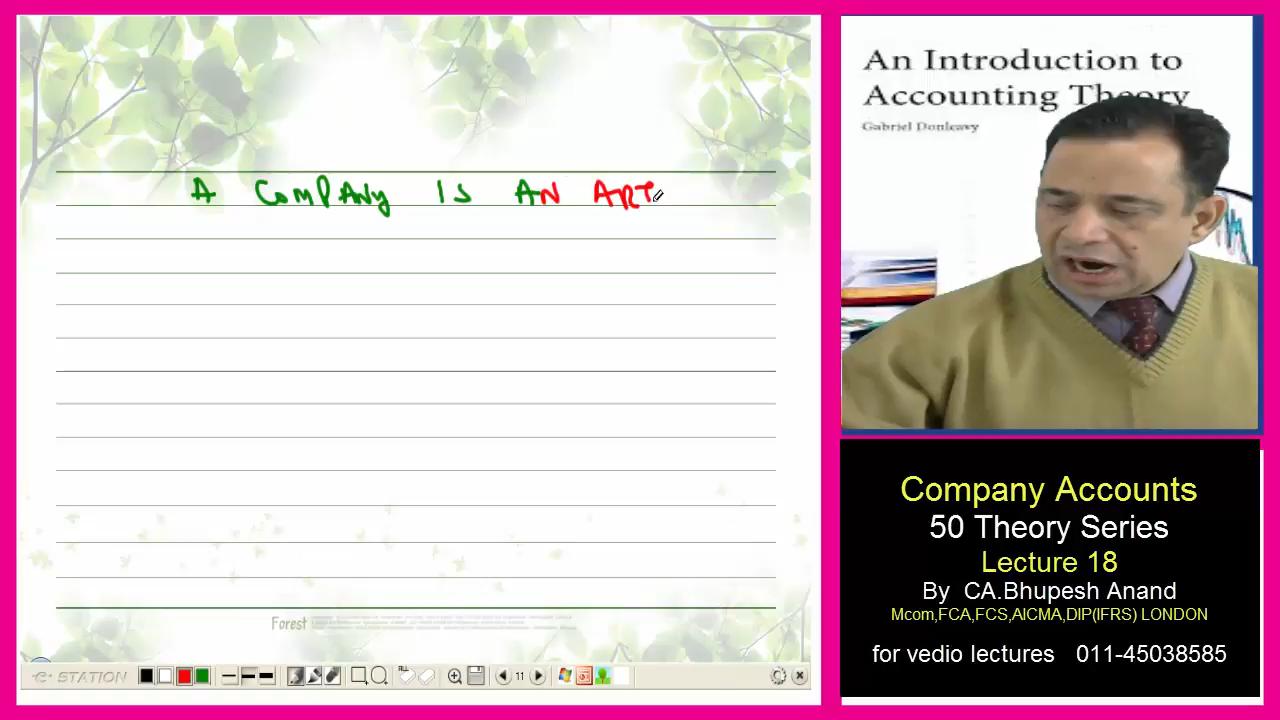 A COMPANY IS AN ART
An Introduction to
Accounting Theory
Gabriel Donleavy
Company Accounts
50 Theory Series
Lecture 18
By CA.Bhupesh Anand
Mcom,FCA,FCS,AICMA,DIP(IFRS) LONDON
for vedio lectures 011-45038585
Forest
e-STATION
11